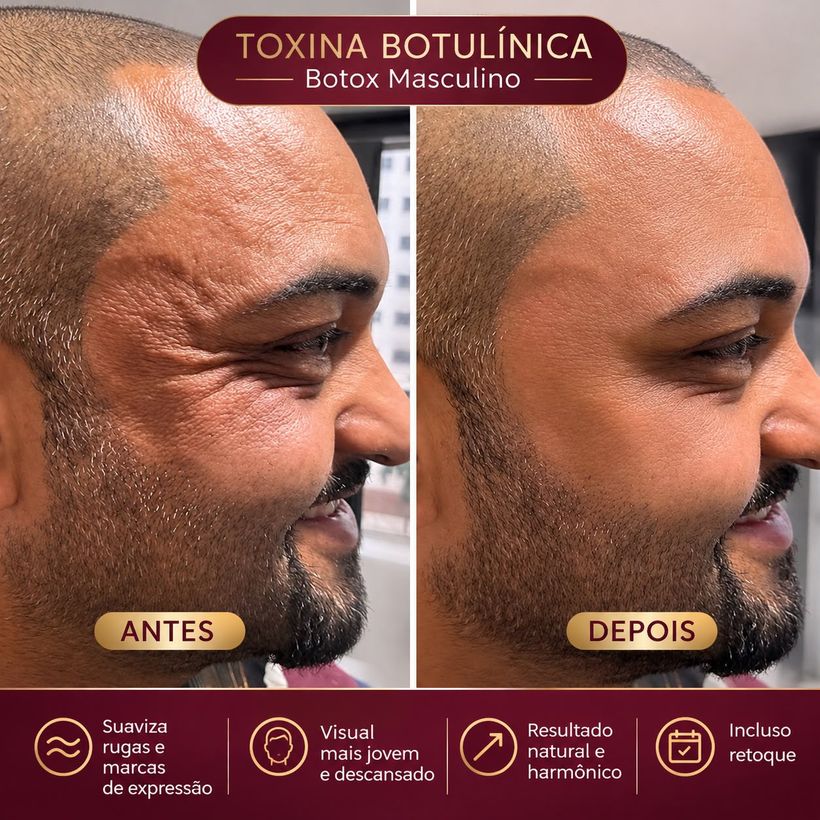 TOXINA BOTULÍNICA
Botox Masculino
ANTES
DEPOIS
Suaviza
rugas e
marcas
de expressão
Visual
mais jovem
e descansado
Resultado
natural e
harmônico
Incluso
retoque